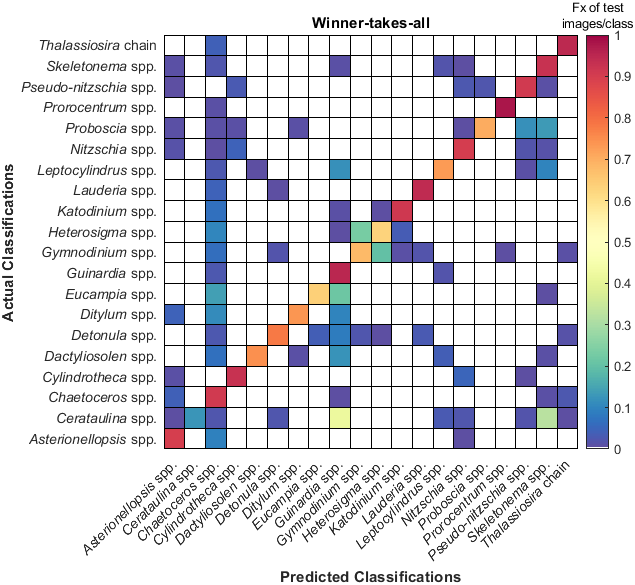 Winner-takes-all
Fx of test
images/class
Actual Classifications
Thalassiosira chain
Skeletonema spp.
Pseudo-nitzschia spp.
Prorocentrum spp.
Proboscia spp.
Nitzschia spp.
Leptocylindrus spp.
Lauderia spp.
Katodinium spp.
Heterosigma spp.
Gymnodinium spp.
Guinardia spp.
Eucampia spp.
Ditylum spp.
Detonula spp.
Dactyliosolen spp.
Cylindrotheca spp.
Chaetoceros spp.
Cerataulina spp.
Asterionellopsis spp.
1
0.9
0.8
0.7
0.6
0.5
0.4
0.3
0.2
0.1
0
Asterionellopsis spp.
Cerataulina spp.
Chaetoceros spp.
Cylindrotheca spp.
Dactyliosolen spp.
Detonula spp.
Ditylum spp.
Eucampia spp.
Guinardia spp.
Gymnodinium spp.
Heterosigma spp.
Katodinium spp.
Lauderia spp.
Leptocylindrus spp.
Nitzschia spp.
Proboscia spp.
Prorocentrum spp.
Pseudo-nitzschia spp.
Skeletonema spp.
Thalassiosira chain
Predicted Classifications